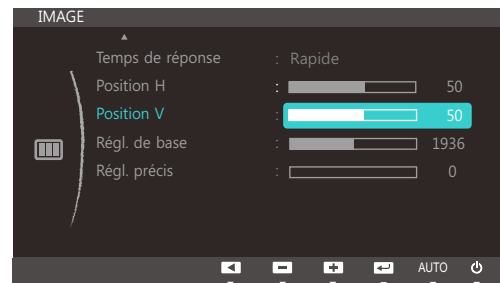 IMAGE
Temps de réponse : Rapide
Position H : 50
Position V : 50
Régl. de base : 1936
Régl. précis : 0
AUTO